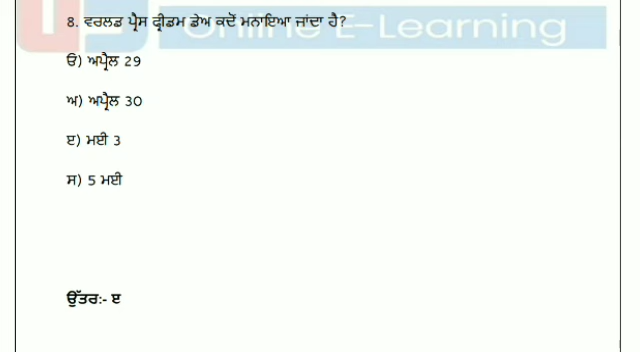 Online E-Learning
8. ਵਰਲਡ ਪ੍ਰੈਸ ਫ੍ਰੀਡਮ ਡੇਅ ਕਦੋਂ ਮਨਾਇਆ ਜਾਂਦਾ ਹੈ?
ੳ) ਅਪ੍ਰੈਲ 29
ਅ) ਅਪ੍ਰੈਲ 30
ੲ) ਮਈ 3
ਸ) 5 ਮਈ
ਉੱਤਰ:- ੲ